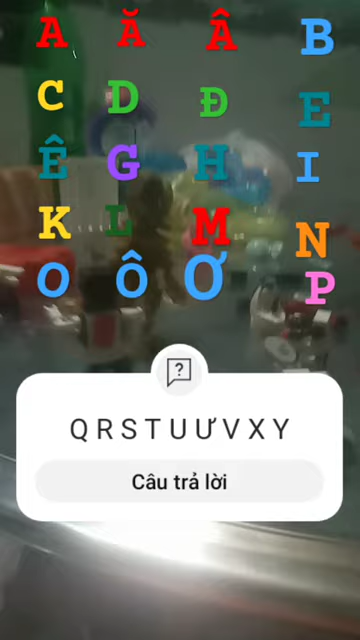 A Ă Â B
C D Đ E
Ê G H I
K L M N
O Ô Ơ P
Q R S T U Ư V X Y
Câu trả lời